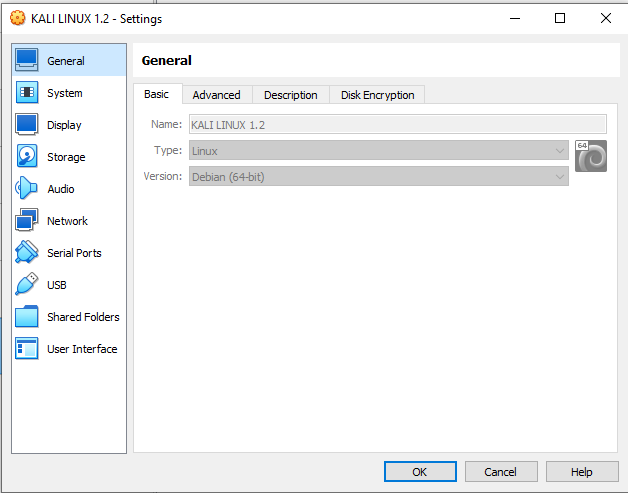 KALI LINUX 1.2 - Settings
General
System
Display
Storage
Audio
Network
Serial Ports
USB
Shared Folders
User Interface
General
Basic Advanced Description Disk Encryption
Name: KALI LINUX 1.2
Type: Linux
64
Version: Debian (64-bit)
OK Cancel Help